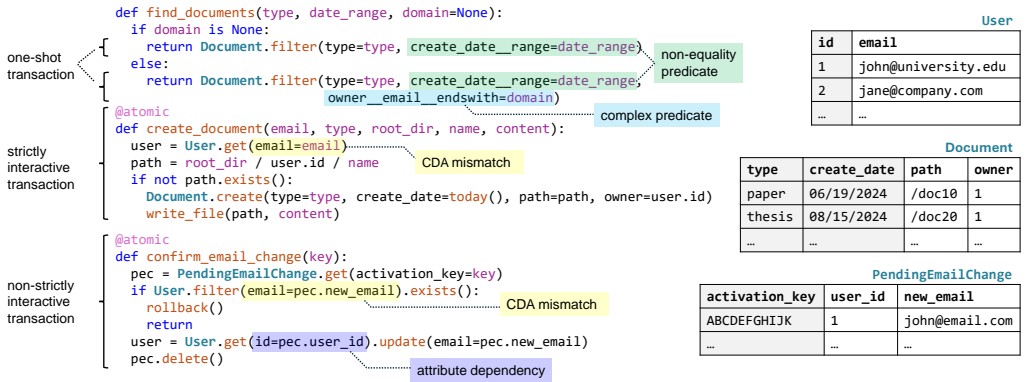 def find_documents(type, date_range, domain=None):
if domain is None:
return Document.filter(type=type, create_date__range=date_range)
else:
return Document.filter(type=type, create_date__range=date_range,
owner__email__endswith=domain)
one-shot
transaction
non-equality
predicate
complex predicate
@atomic
def create_document(email, type, root_dir, name, content):
user = User.get(email=email)
path = root_dir / user.id / name
if not path.exists():
Document.create(type=type, create_date=today(), path=path, owner=user.id)
write_file(path, content)
strictly
interactive
transaction
CDA mismatch
@atomic
def confirm_email_change(key):
pec = PendingEmailChange.get(activation_key=key)
if User.filter(email=pec.new_email).exists():
rollback()
return
user = User.get(id=pec.user_id).update(email=pec.new_email)
pec.delete()
non-strictly
interactive
transaction
CDA mismatch
attribute dependency
User
id email
1 john@university.edu
2 jane@company.com
… …
Document
type create_date path owner
paper 06/19/2024 /doc10 1
thesis 08/15/2024 /doc20 1
… … … …
PendingEmailChange
activation_key user_id new_email
ABCDEFGHIJK 1 john@email.com
… … …